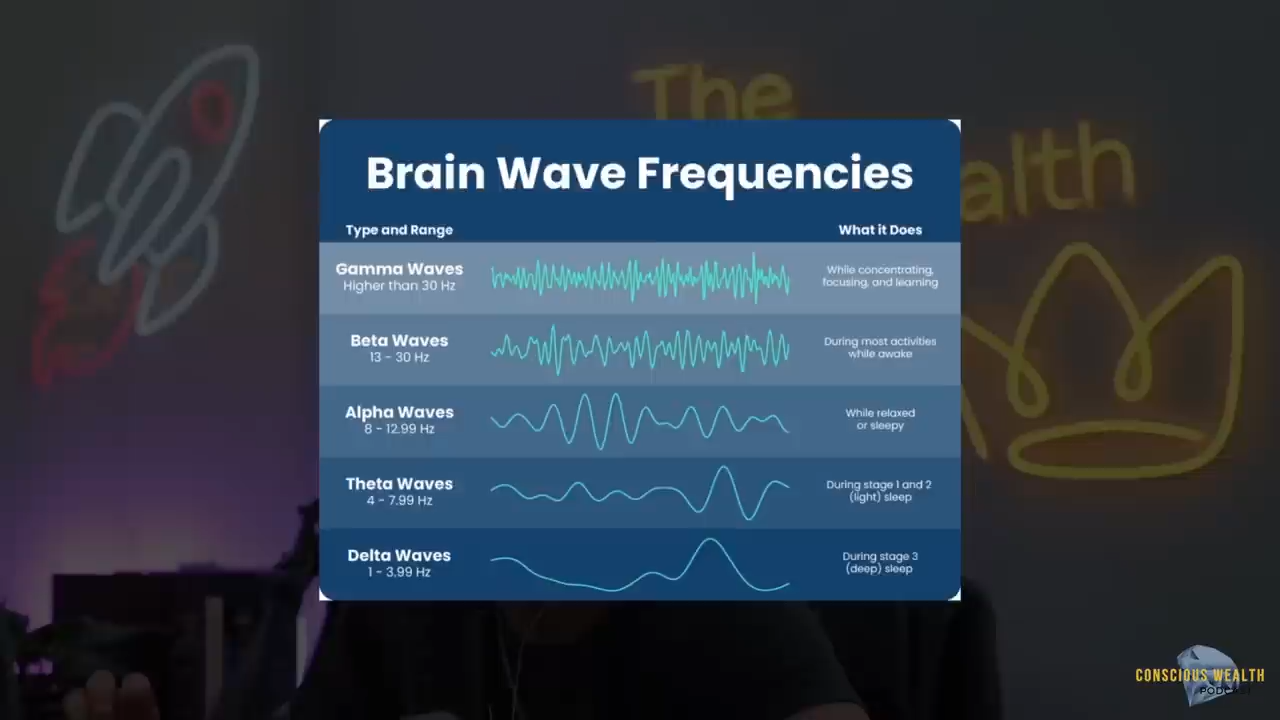 The
alth
Brain Wave Frequencies
Type and Range
What it Does
Gamma Waves
Higher than 30 Hz
While concentrating,
focusing, and learning
Beta Waves
13 - 30 Hz
During most activities
while awake
Alpha Waves
8 - 12.99 Hz
While relaxed
or sleepy
Theta Waves
4 - 7.99 Hz
During stage 1 and 2
(light) sleep
Delta Waves
1 - 3.99 Hz
During stage 3
(deep) sleep
CONSCIOUS WEALTH
PODCAST